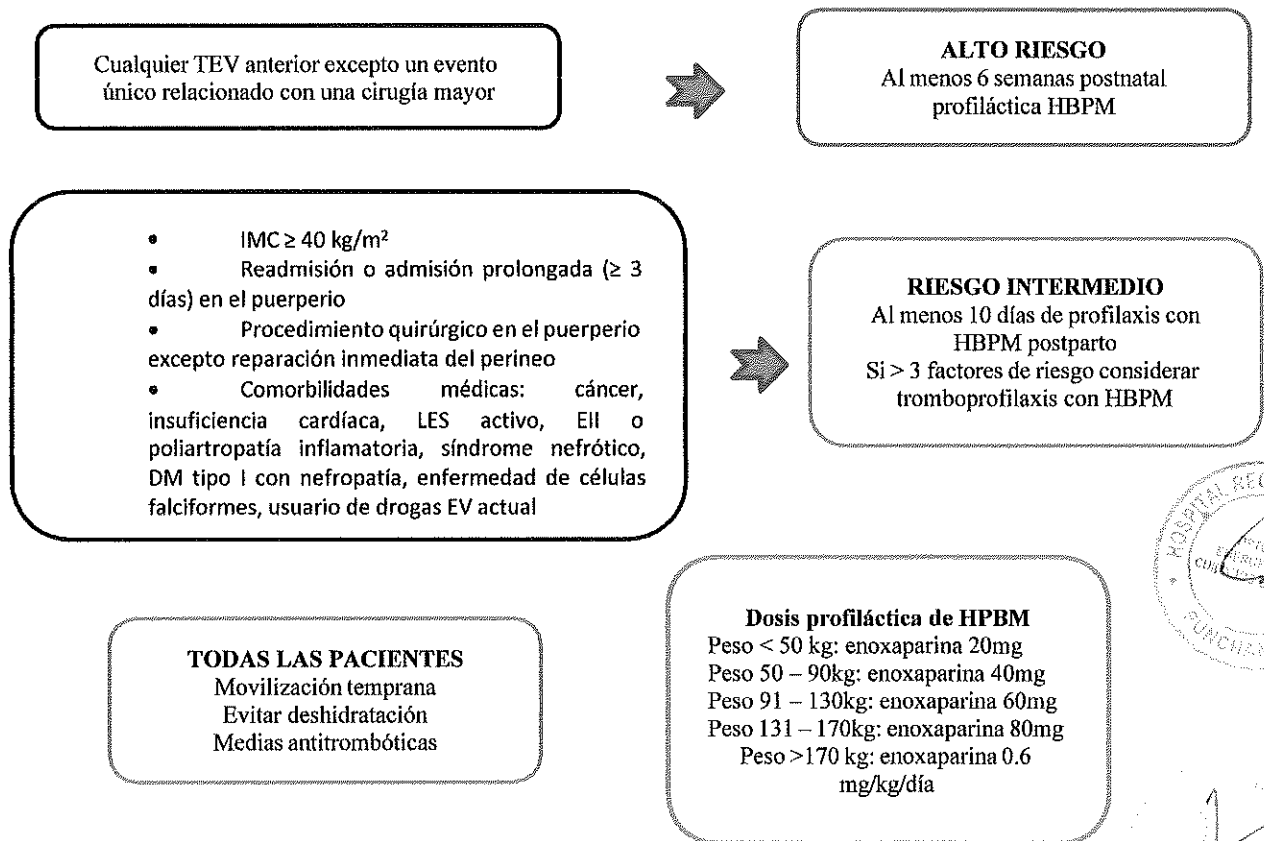 Cualquier TEV anterior excepto un evento
único relacionado con una cirugía mayor
ALTO RIESGO
Al menos 6 semanas postnatal
profiláctica HBPM
• IMC ≥ 40 kg/m²
• Readmisión o admisión prolongada (≥ 3
días) en el puerperio
• Procedimiento quirúrgico en el puerperio
excepto reparación inmediata del perineo
• Comorbilidades médicas: cáncer,
insuficiencia cardíaca, LES activo, EII o
poliartropatía inflamatoria, síndrome nefrótico,
DM tipo I con nefropatía, enfermedad de células
falciformes, usuario de drogas EV actual
RIESGO INTERMEDIO
Al menos 10 días de profilaxis con
HBPM postparto
Si > 3 factores de riesgo considerar
tromboprofilaxis con HBPM
TODAS LAS PACIENTES
Movilización temprana
Evitar deshidratación
Medias antitrombóticas
Dosis profiláctica de HPBM
Peso < 50 kg: enoxaparina 20mg
Peso 50 – 90kg: enoxaparina 40mg
Peso 91 – 130kg: enoxaparina 60mg
Peso 131 – 170kg: enoxaparina 80mg
Peso >170 kg: enoxaparina 0.6
mg/kg/día
HOSPITAL